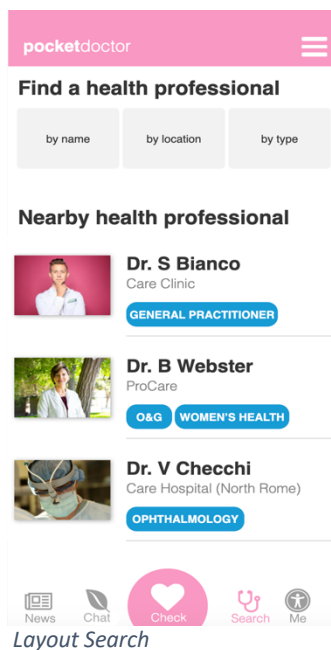 pocketdoctor
Find a health professional
by name by location by type
Nearby health professional
Dr. S Bianco
Care Clinic
GENERAL PRACTITIONER
Dr. B Webster
ProCare
O&G WOMEN'S HEALTH
Dr. V Checchi
Care Hospital (North Rome)
OPHTHALMOLOGY
News Chat Check Search Me
Layout Search